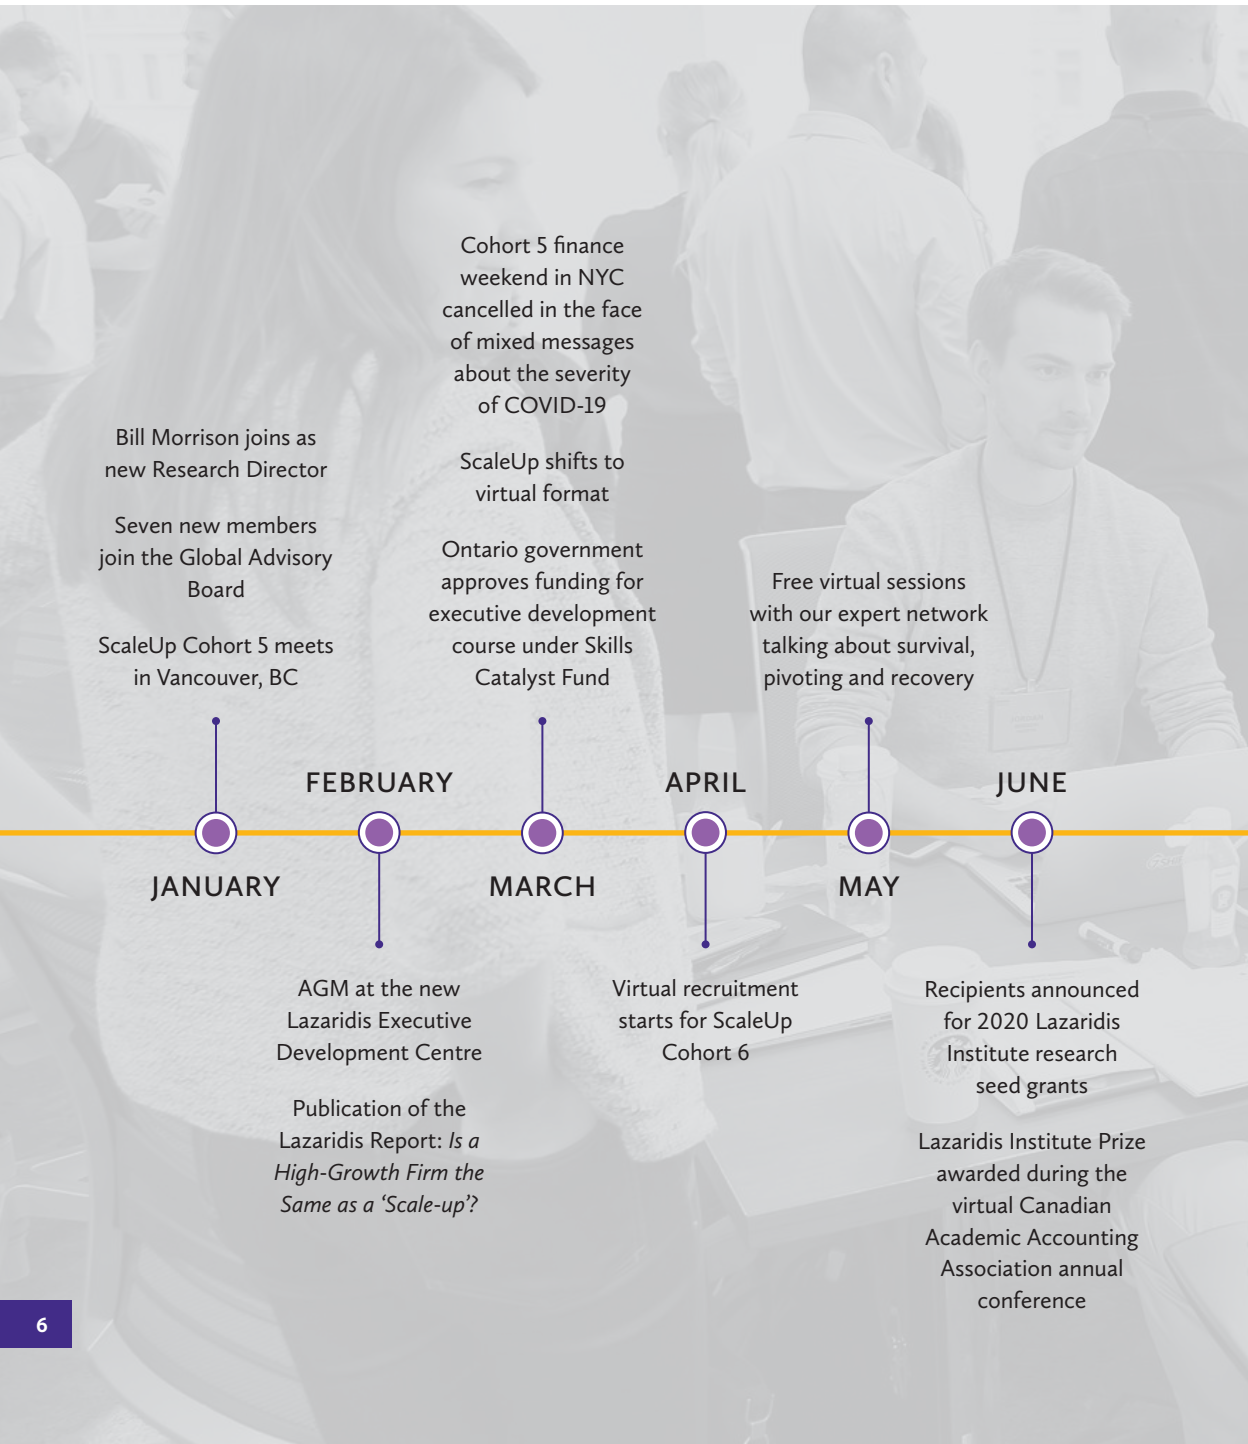 Bill Morrison joins as
new Research Director
Seven new members
join the Global Advisory
Board
ScaleUp Cohort 5 meets
in Vancouver, BC
JANUARY
FEBRUARY
AGM at the new
Lazaridis Executive
Development Centre
Publication of the
Lazaridis Report: Is a
High-Growth Firm the
Same as a ‘Scale-up’?
Cohort 5 finance
weekend in NYC
cancelled in the face
of mixed messages
about the severity
of COVID-19
ScaleUp shifts to
virtual format
Ontario government
approves funding for
executive development
course under Skills
Catalyst Fund
MARCH
APRIL
Virtual recruitment
starts for ScaleUp
Cohort 6
Free virtual sessions
with our expert network
talking about survival,
pivoting and recovery
MAY
JUNE
Recipients announced
for 2020 Lazaridis
Institute research
seed grants
Lazaridis Institute Prize
awarded during the
virtual Canadian
Academic Accounting
Association annual
conference
6